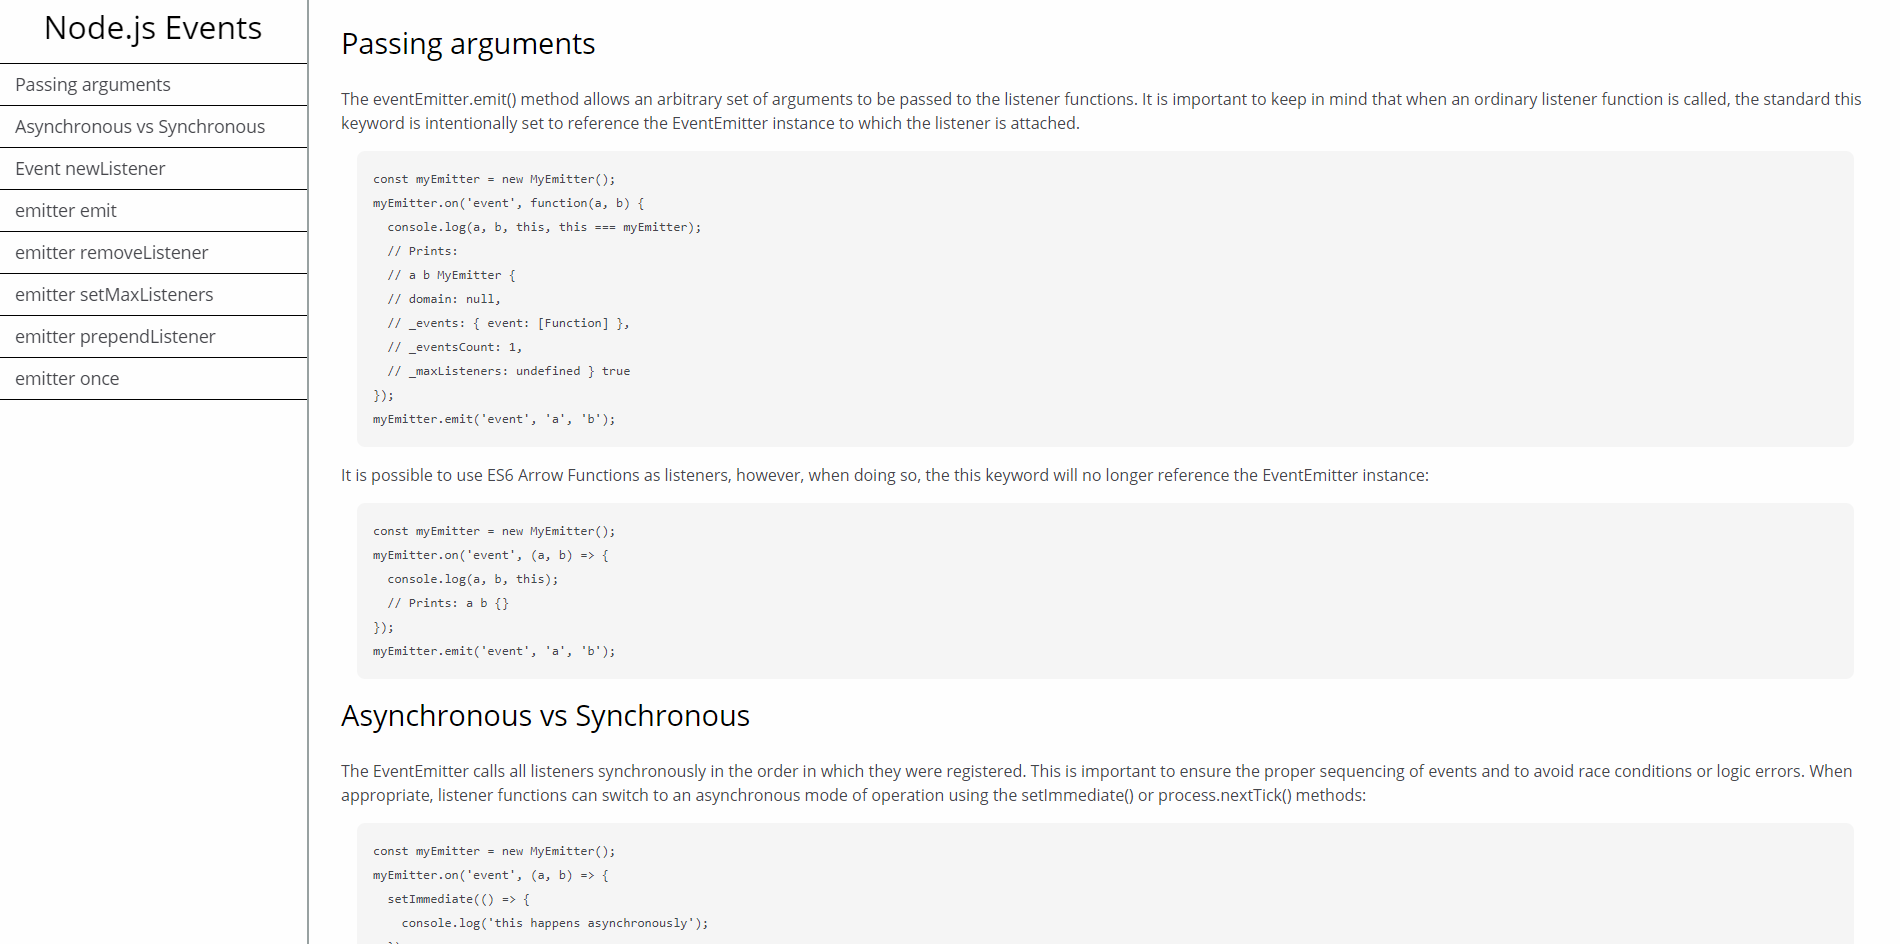 Node.js Events
Passing arguments
Asynchronous vs Synchronous
Event newListener
emitter emit
emitter removeListener
emitter setMaxListeners
emitter prependListener
emitter once
Passing arguments
The eventEmitter.emit() method allows an arbitrary set of arguments to be passed to the listener functions. It is important to keep in mind that when an ordinary listener function is called, the standard this
keyword is intentionally set to reference the EventEmitter instance to which the listener is attached.
const myEmitter = new MyEmitter();
myEmitter.on('event', function(a, b) {
  console.log(a, b, this, this === myEmitter);
  // Prints:
  // a b MyEmitter {
  // domain: null,
  // _events: { event: [Function] },
  // _eventsCount: 1,
  // _maxListeners: undefined } true
});
myEmitter.emit('event', 'a', 'b');
It is possible to use ES6 Arrow Functions as listeners, however, when doing so, the this keyword will no longer reference the EventEmitter instance:
const myEmitter = new MyEmitter();
myEmitter.on('event', (a, b) => {
  console.log(a, b, this);
  // Prints: a b {}
});
myEmitter.emit('event', 'a', 'b');
Asynchronous vs Synchronous
The EventEmitter calls all listeners synchronously in the order in which they were registered. This is important to ensure the proper sequencing of events and to avoid race conditions or logic errors. When
appropriate, listener functions can switch to an asynchronous mode of operation using the setImmediate() or process.nextTick() methods:
const myEmitter = new MyEmitter();
myEmitter.on('event', (a, b) => {
  setImmediate(() => {
    console.log('this happens asynchronously');